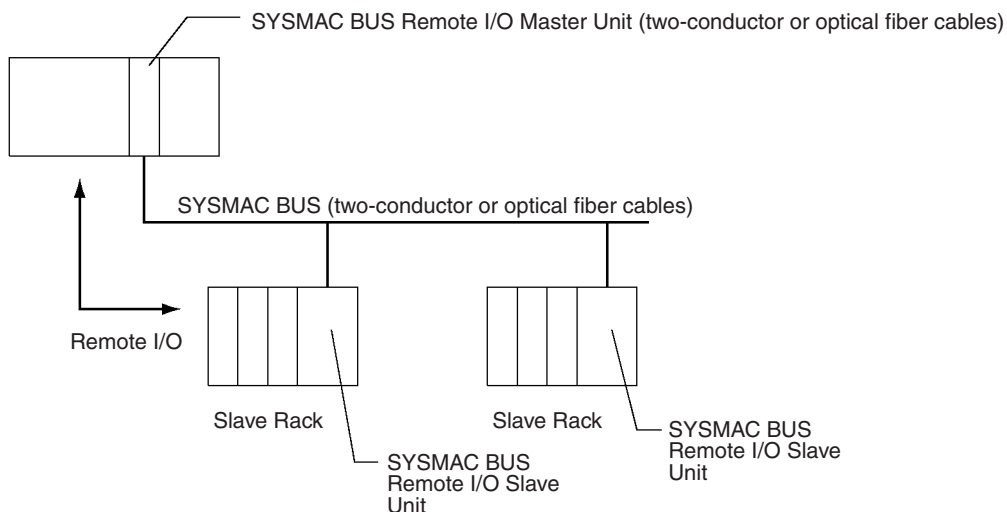 SYSMAC BUS Remote I/O Master Unit (two-conductor or optical fiber cables)
SYSMAC BUS (two-conductor or optical fiber cables)
Remote I/O
Slave Rack
SYSMAC BUS
Remote I/O Slave
Unit
Slave Rack
SYSMAC BUS
Remote I/O Slave
Unit